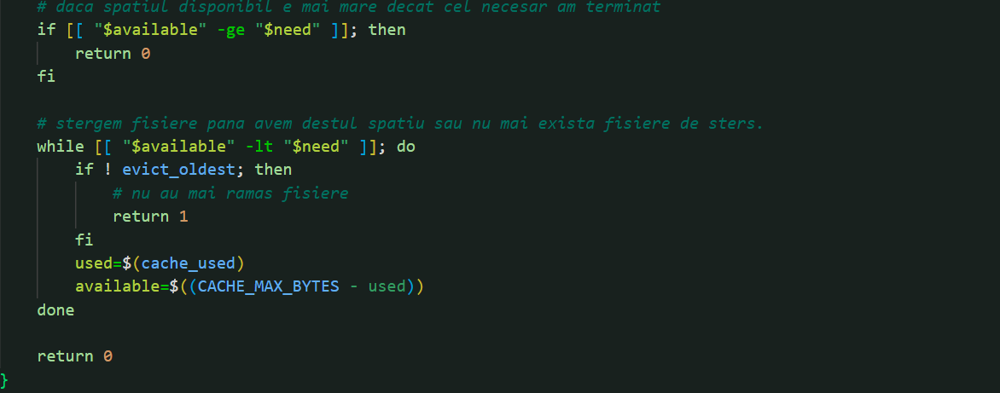 # daca spatiul disponibil e mai mare decat cel necesar am terminat
if [[ "$available" -ge "$need" ]]; then
return 0
fi
# stergem fisiere pana avem destul spatiu sau nu mai exista fisiere de sters.
while [[ "$available" -lt "$need" ]]; do
if ! evict_oldest; then
# nu au mai ramas fisiere
return 1
fi
used=$(cache_used)
available=$((CACHE_MAX_BYTES - used))
done
return 0
}